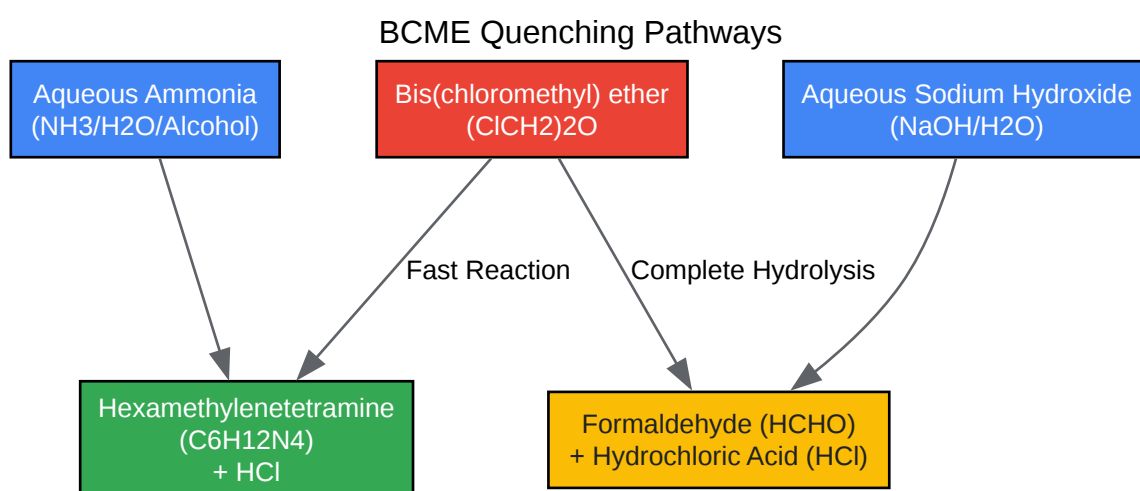 BCME Quenching Pathways
Aqueous Ammonia
(NH3/H2O/Alcohol)
Bis(chloromethyl) ether
(ClCH2)2O
Aqueous Sodium Hydroxide
(NaOH/H2O)
Fast Reaction
Complete Hydrolysis
Hexamethylenetetramine
(C6H12N4)
+ HCl
Formaldehyde (HCHO)
+ Hydrochloric Acid (HCl)